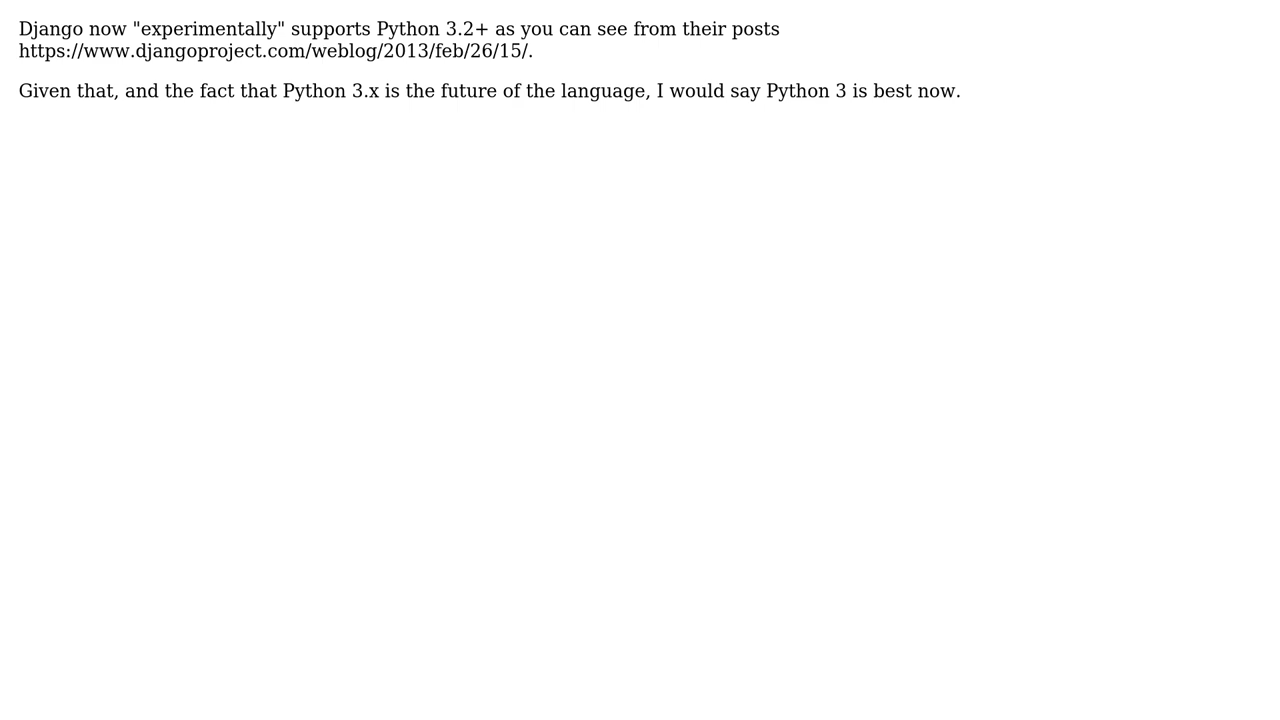 Django now "experimentally" supports Python 3.2+ as you can see from their posts
https://www.djangoproject.com/weblog/2013/feb/26/15/.
Given that, and the fact that Python 3.x is the future of the language, I would say Python 3 is best now.